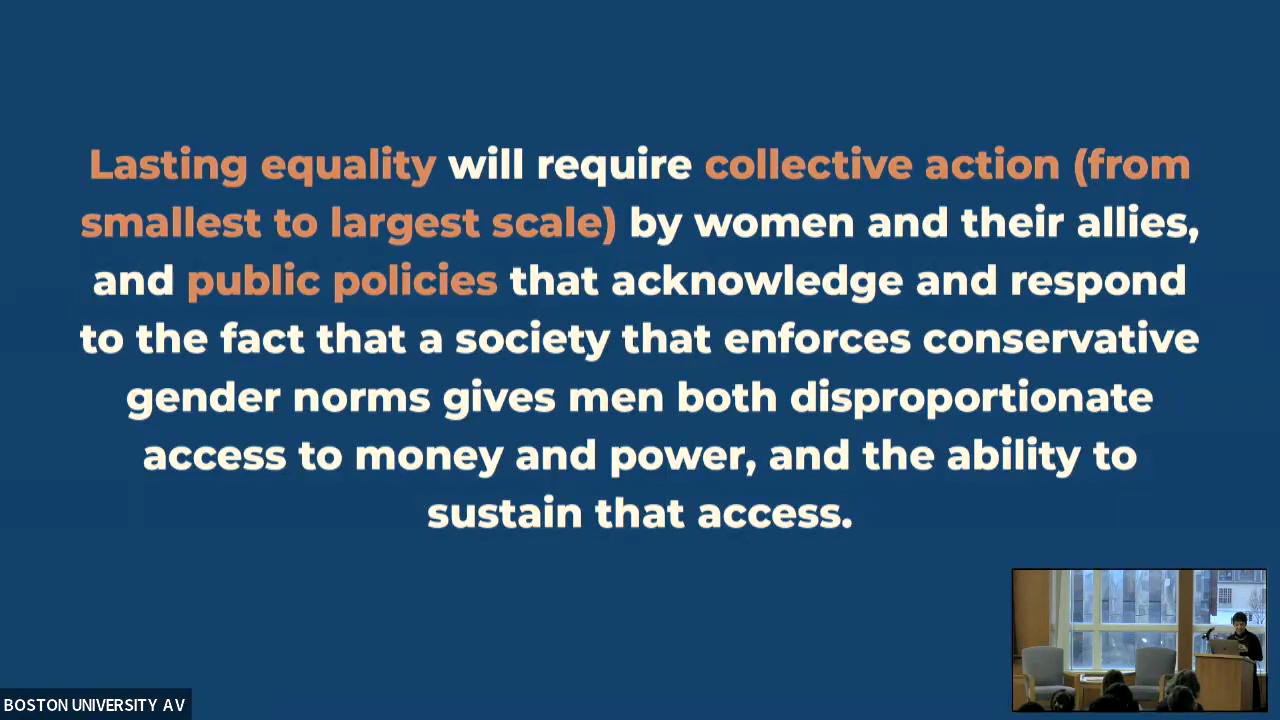 Lasting equality will require collective action (from
smallest to largest scale) by women and their allies,
and public policies that acknowledge and respond
to the fact that a society that enforces conservative
gender norms gives men both disproportionate
access to money and power, and the ability to
sustain that access.
BOSTON UNIVERSITY AV